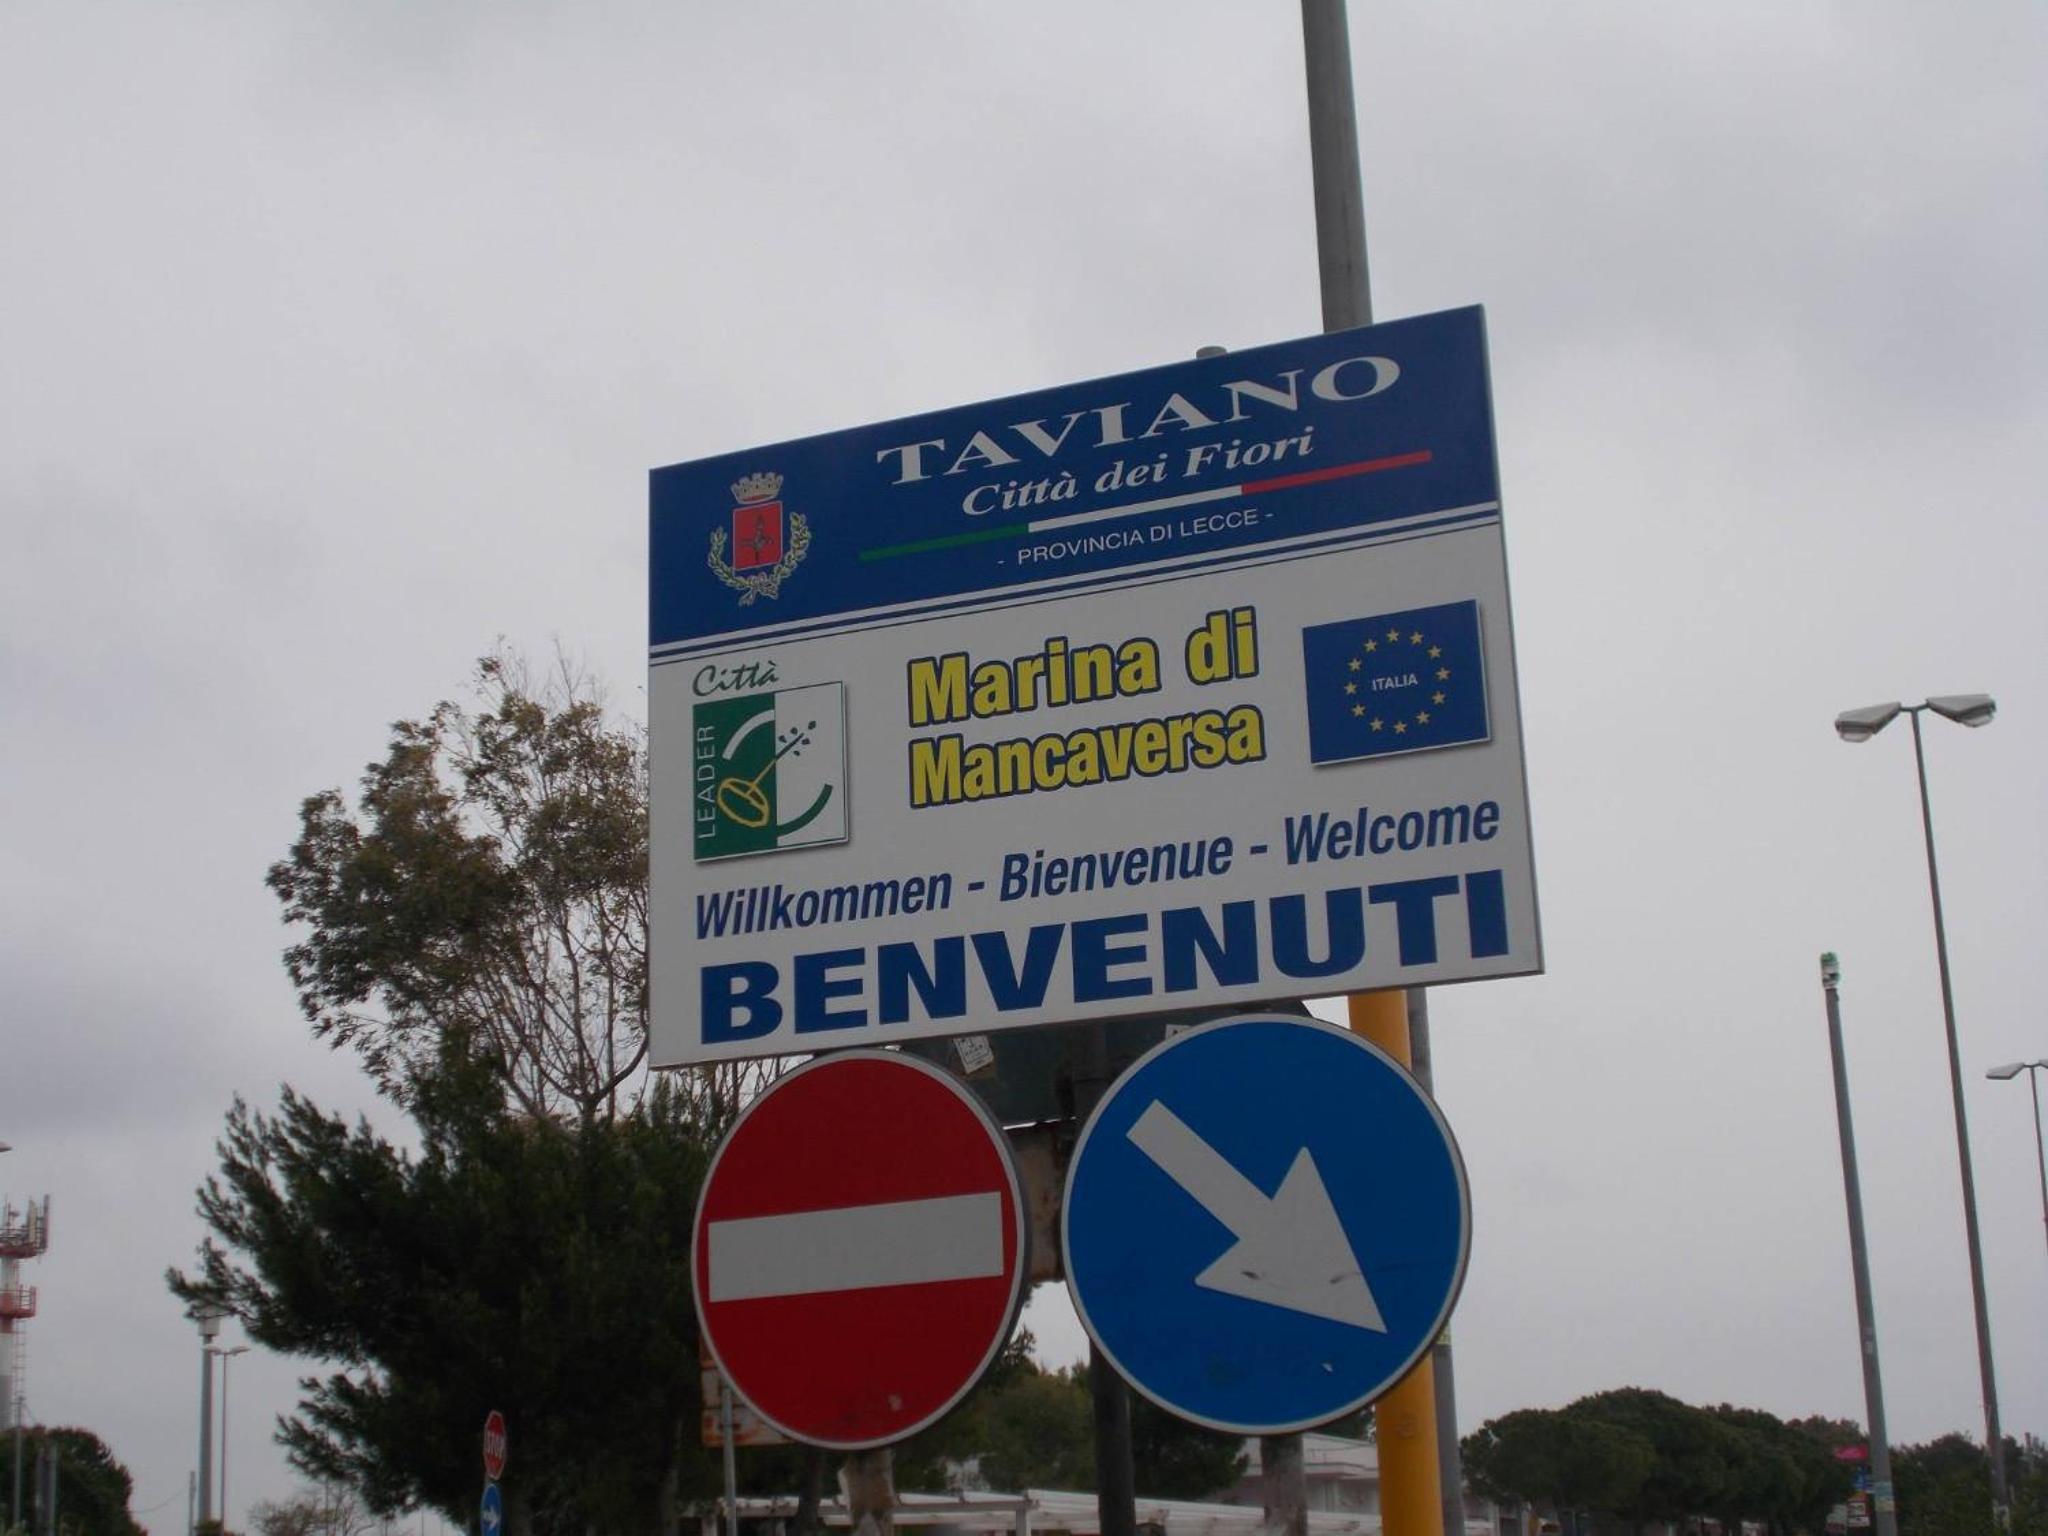 TAVIANO
Città dei Fiori
- PROVINCIA DI LECCE -
Città
LEADER
Marina di
Mancaversa
ITALIA
Willkommen - Bienvenue - Welcome
BENVENUTI
STOP